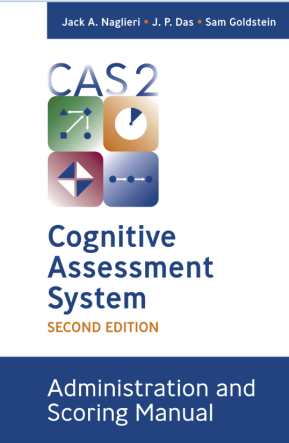 Jack A. Naglieri • J. P. Das • Sam Goldstein
CAS2
Cognitive
Assessment
System
SECOND EDITION
Administration and
Scoring Manual